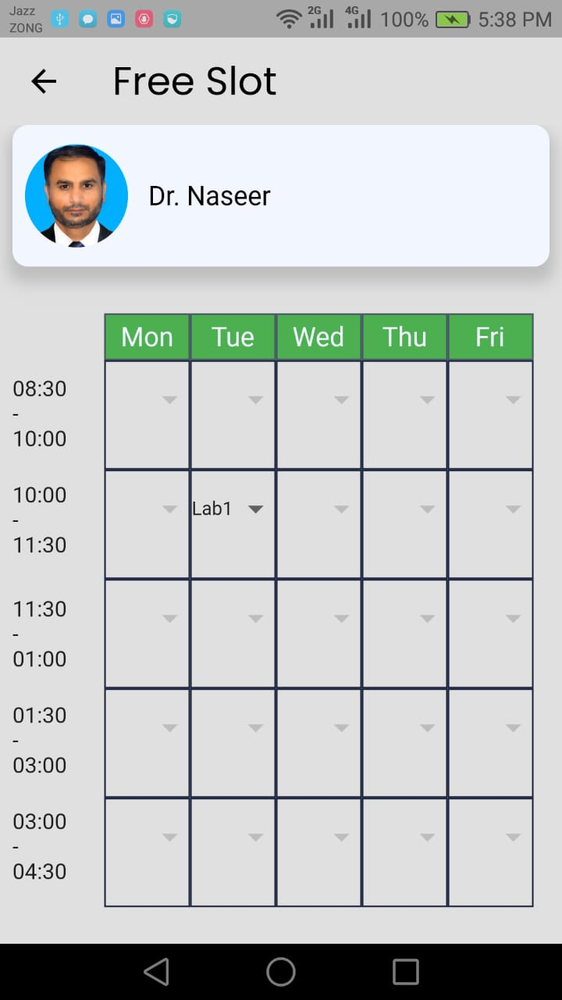 Jazz
ZONG
2G
4G
100%
5:38 PM
Free Slot
Dr. Naseer
Mon Tue Wed Thu Fri
08:30
-
10:00
10:00
-
11:30
Lab1
11:30
-
01:00
01:30
-
03:00
03:00
-
04:30